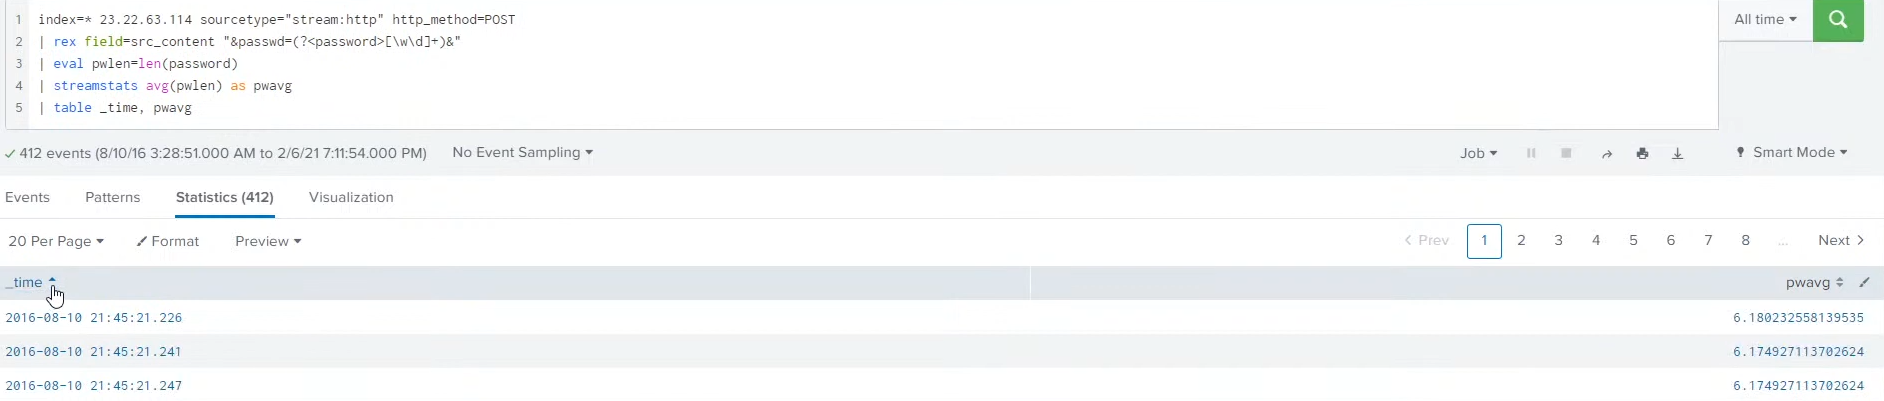 1 index=* 23.22.63.114 sourcetype="stream:http" http_method=POST
2 | rex field=src_content "&passwd=(?<password>[\w\d]+)&"
3 | eval pwlen=len(password)
4 | streamstats avg(pwlen) as pwavg
5 | table _time, pwavg
All time
412 events (8/10/16 3:28:51.000 AM to 2/6/21 7:11:54.000 PM) No Event Sampling Job Smart Mode
Events Patterns Statistics (412) Visualization
20 Per Page Format Preview < Prev 1 2 3 4 5 6 7 8 ... Next >
_time pwavg
2016-08-10 21:45:21.226 6.180232558139535
2016-08-10 21:45:21.241 6.174927113702624
2016-08-10 21:45:21.247 6.174927113702624